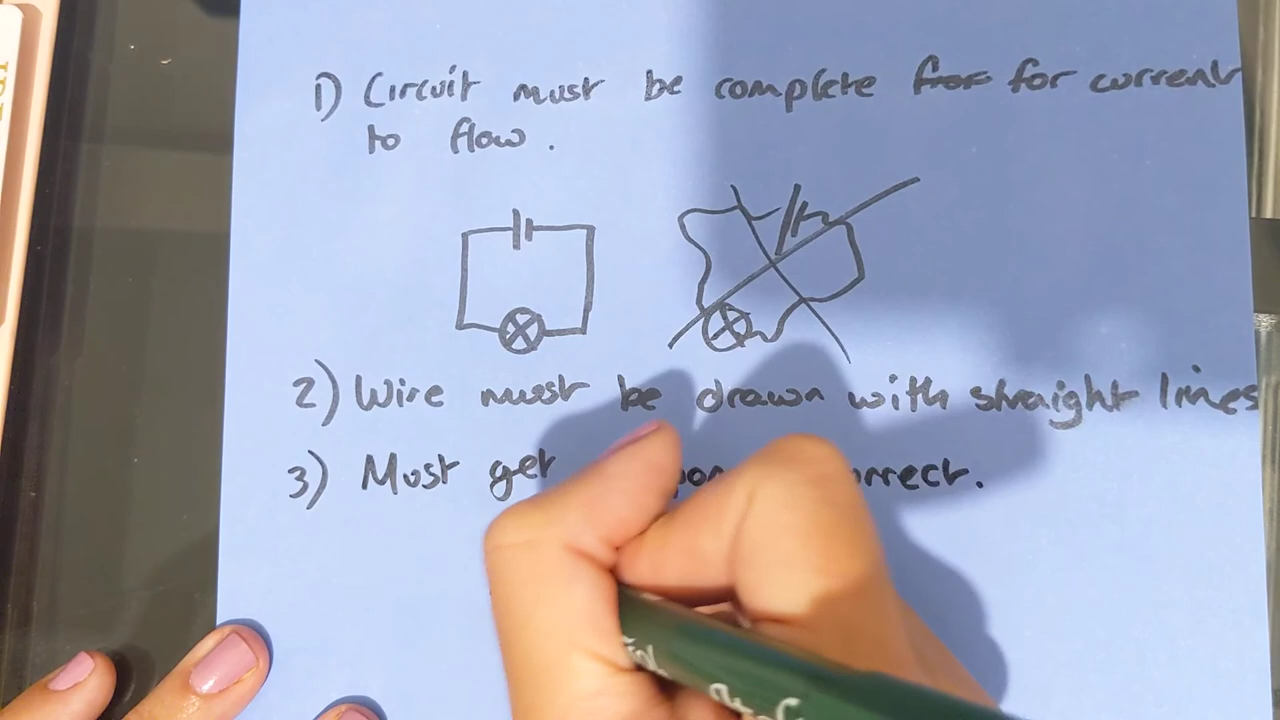 1) Circuit must be complete for for current
to flow.
2) Wire must be drawn with straight lines
3) Must get correct.